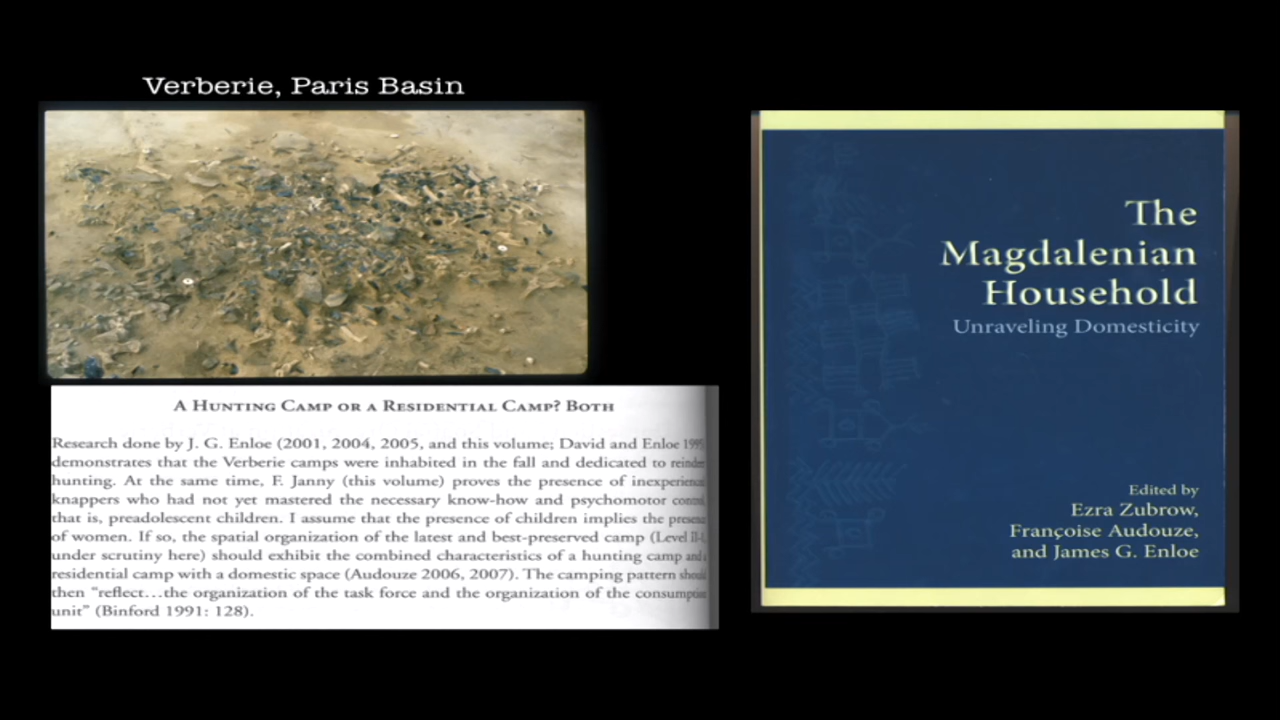 Verberie, Paris Basin
A HUNTING CAMP OR A RESIDENTIAL CAMP? BOTH
Research done by J. G. Enloe (2001, 2004, 2005, and this volume; David and Enloe
demonstrates that the Verberie camps were inhabited in the fall and dedicated to
hunting. At the same time, F. Janny (this volume) proves the presence of
knappers who had not yet mastered the necessary know-how and psychomotor
that is, preadolescent children. I assume that the presence of children implies the
of women. If so, the spatial organization of the latest and best-preserved camp (Level
under scrutiny here) should exhibit the combined characteristics of a hunting camp
residential camp with a domestic space (Audouze 2006, 2007). The camping pattern
then “reflect…the organization of the task force and the organization of the
unit” (Binford 1991: 128).
The
Magdalenian
Household
Unraveling Domesticity
Edited by
Ezra Zubrow,
Françoise Audouze,
and James G. Enloe